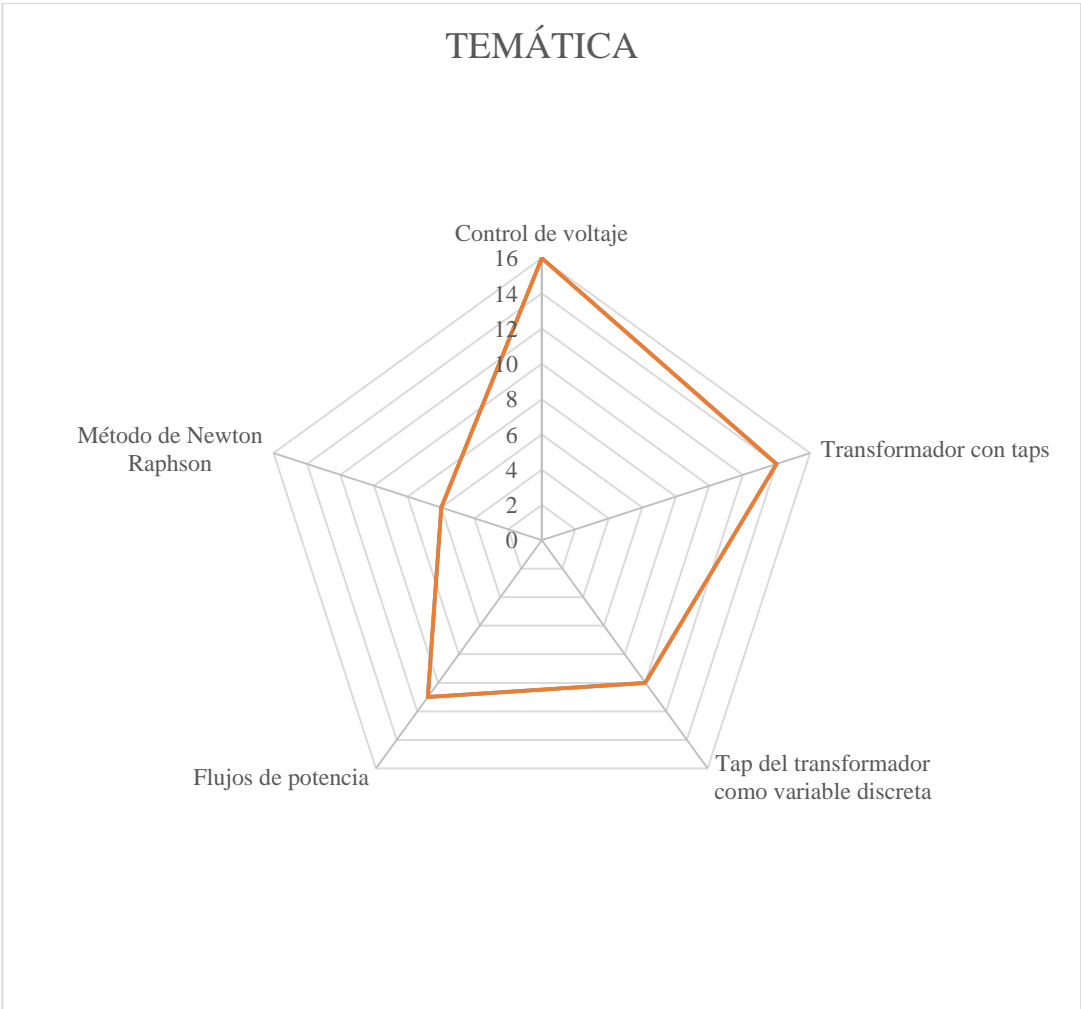 TEMÁTICA
Control de voltaje
16
14
12
10
8
6
4
2
0
Transformador con taps
Tap del transformador
como variable discreta
Flujos de potencia
Método de Newton
Raphson